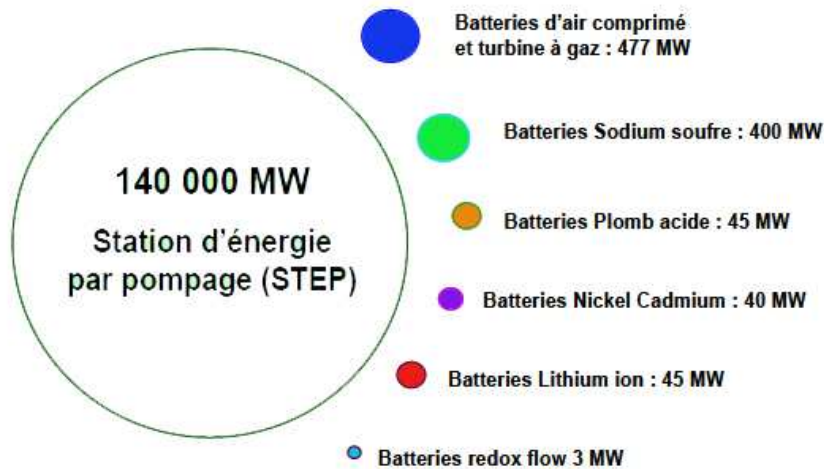 Batteries d'air comprimé
et turbine à gaz : 477 MW
Batteries Sodium soufre : 400 MW
140 000 MW
Station d'énergie
par pompage (STEP)
Batteries Plomb acide : 45 MW
Batteries Nickel Cadmium : 40 MW
Batteries Lithium ion : 45 MW
Batteries redox flow 3 MW